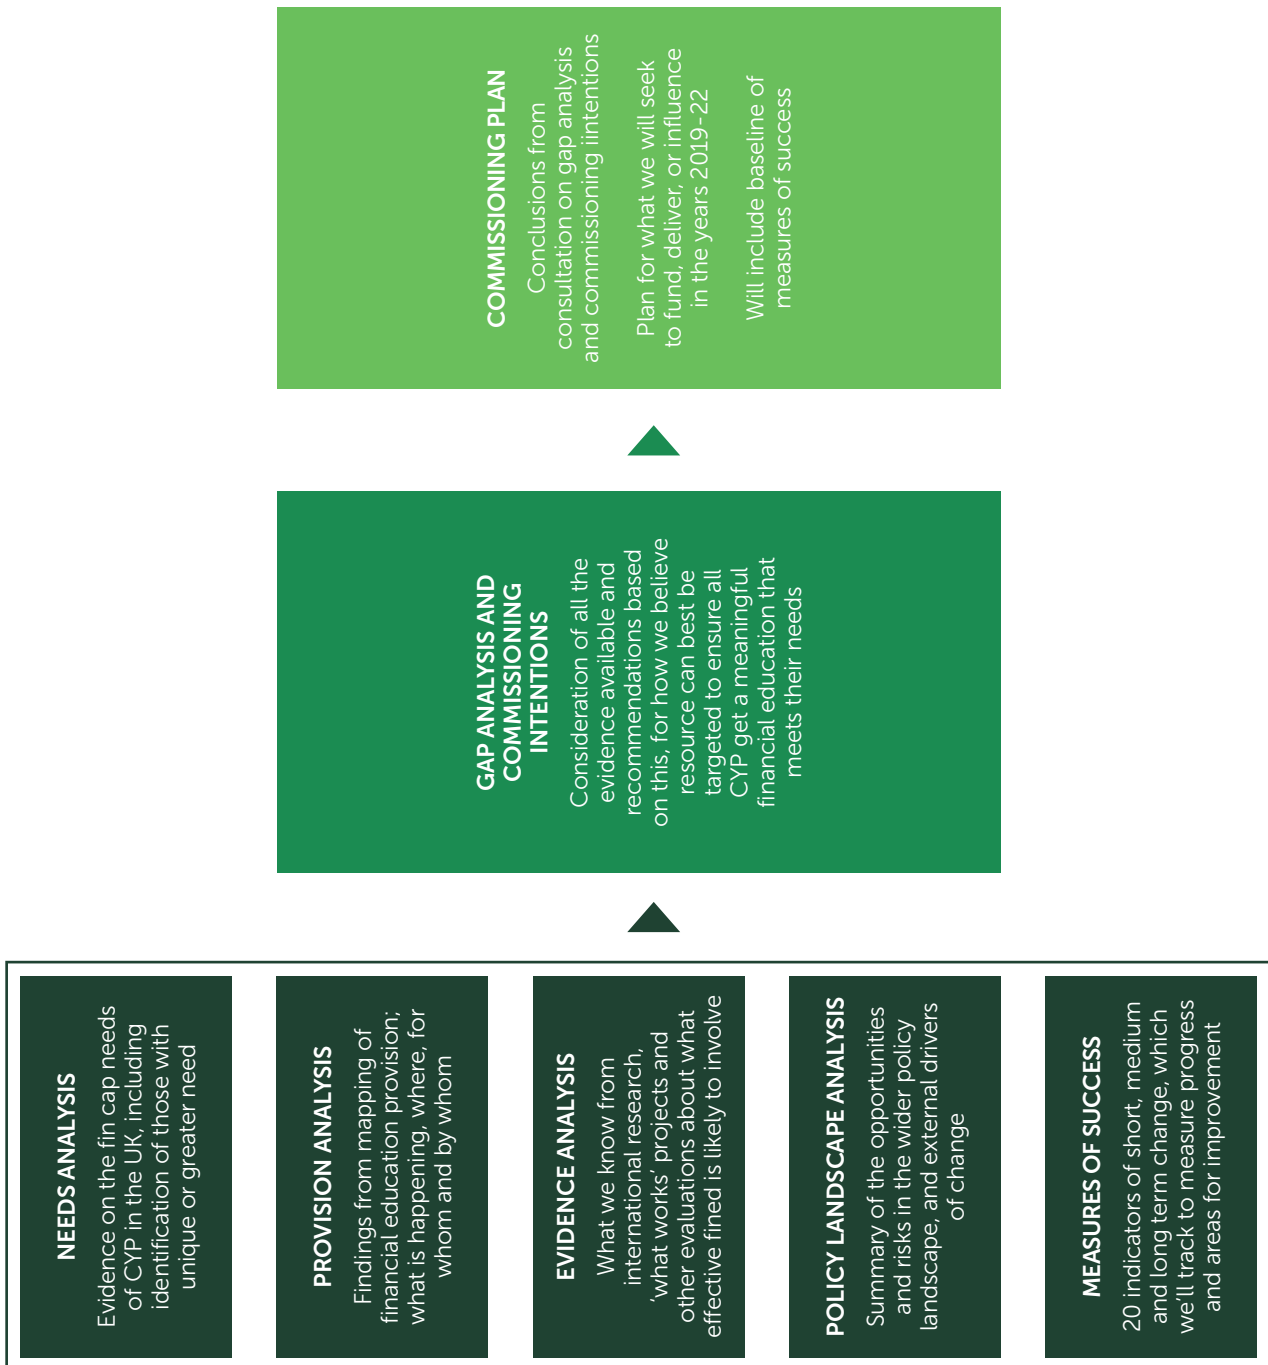 NEEDS ANALYSIS
Evidence on the fin cap needs
of CYP in the UK, including
identification of those with
unique or greater need
PROVISION ANALYSIS
Findings from mapping of
financial education provision;
what is happening, where, for
whom and by whom
EVIDENCE ANALYSIS
What we know from
international research,
‘what works’ projects and
other evaluations about what
effective fined is likely to involve
POLICY LANDSCAPE ANALYSIS
Summary of the opportunities
and risks in the wider policy
landscape, and external drivers
of change
MEASURES OF SUCCESS
20 indicators of short, medium
and long term change, which
we’ll track to measure progress
and areas for improvement
GAP ANALYSIS AND
COMMISSIONING
INTENTIONS
Consideration of all the
evidence available and
recommendations based
on this, for how we believe
resource can best be
targeted to ensure all
CYP get a meaningful
financial education that
meets their needs
COMMISSIONING PLAN
Conclusions from
consultation on gap analysis
and commissioning iintentions
Plan for what we will seek
to fund, deliver, or influence
in the years 2019-22
Will include baseline of
measures of success